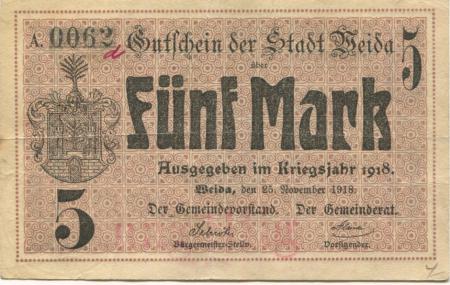 A. 0062
Gutschein der Stadt Weida
über
5
Fünf Mark
Ausgegeben im Kriegsjahr 1918.
Weida, den 25. November 1918.
5
Der Gemeindevorstand. Der Gemeinderat.
Bürgermeister-Stellv. Vorsitzender.